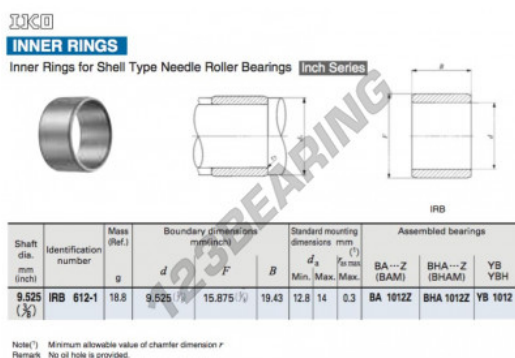 IKO
INNER RINGS
Inner Rings for Shell Type Needle Roller Bearings Inch Series
B
d
F
d
IRB
123BEARING
Shaft dia. mm (inch) Identification number Mass (Ref.) g Boundary dimensions mm(inch) d F B Standard mounting dimensions mm da Min. Max. (1) ras max Max. Assembled bearings BA···Z (BAM) BHA···Z (BHAM) YB YBH
9.525 (3/8) IRB 612-1 18.8 9.525 15.875 19.43 12.8 14 0.3 BA 1012Z BHA 1012Z YB 1012
Note(1) Minimum allowable value of chamfer dimension r
Remark No oil hole is provided.